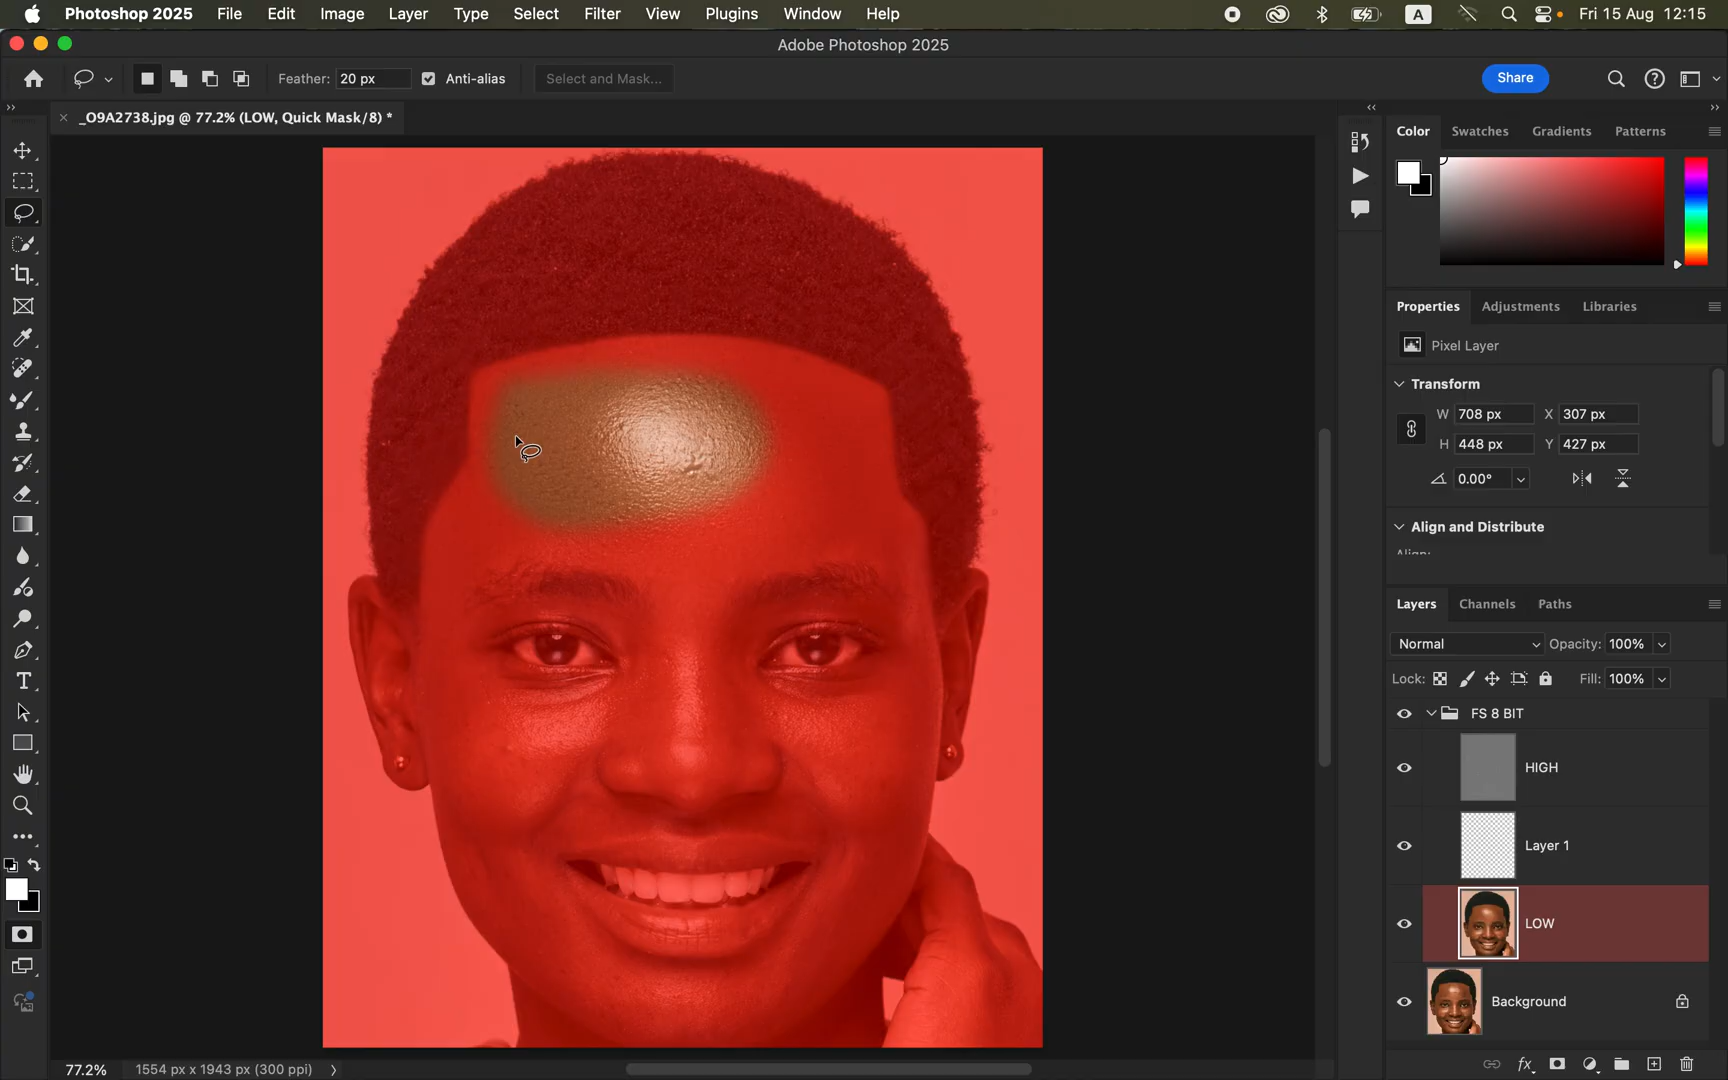 Photoshop 2025 File Edit Image Layer Type Select Filter View Plugins Window Help A Fri 15 Aug 12:15
Adobe Photoshop 2025
Feather: 20 px Anti-alias Select and Mask... Share
_O9A2738.jpg @ 77.2% (LOW, Quick Mask/8) *
Color Swatches Gradients Patterns
Properties Adjustments Libraries
Pixel Layer
Transform
W 708 px X 307 px
H 448 px Y 427 px
0.00°
Align and Distribute
Align:
Layers Channels Paths
Normal Opacity: 100%
Lock: Fill: 100%
FS 8 BIT
HIGH
Layer 1
LOW
Background
77.2% 1554 px x 1943 px (300 ppi)